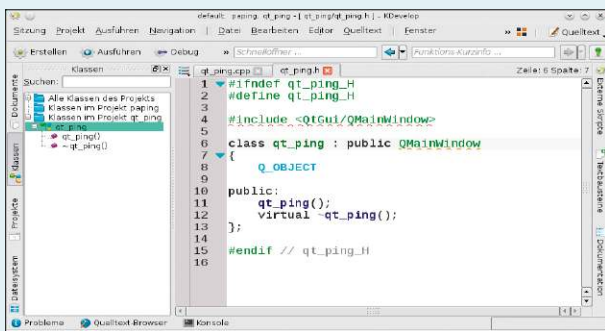 default: paping, qt_ping - [ qt_ping/qt_ping.h ] - KDevelop
Sitzung Projekt Ausführen Navigation Datei Bearbeiten Editor Quelltext Fenster » Quelltext
Erstellen Ausführen Debug » Schnellöffner ... Funktions-Kurzinfo ...
Klassen
qt_ping.cpp qt_ping.h Zeile: 6 Spalte: 7
Suchen:
Alle Klassen des Projekts
Klassen im Projekt paping
Klassen im Projekt qt_ping
qt_ping
qt_ping()
~qt_ping()
1 #ifndef qt_ping_H
2 #define qt_ping_H
3
4 #include <QtGui/QMainWindow>
5
6 class qt_ping : public QMainWindow
7 {
8 Q_OBJECT
9
10 public:
11 qt_ping();
12 virtual ~qt_ping();
13 };
14
15 #endif // qt_ping_H
16
Dokumente
Klassen
Projekte
Dateisystem
Externe Skripte
Textbausteine
Dokumentation
Probleme Quelltext-Browser Konsole